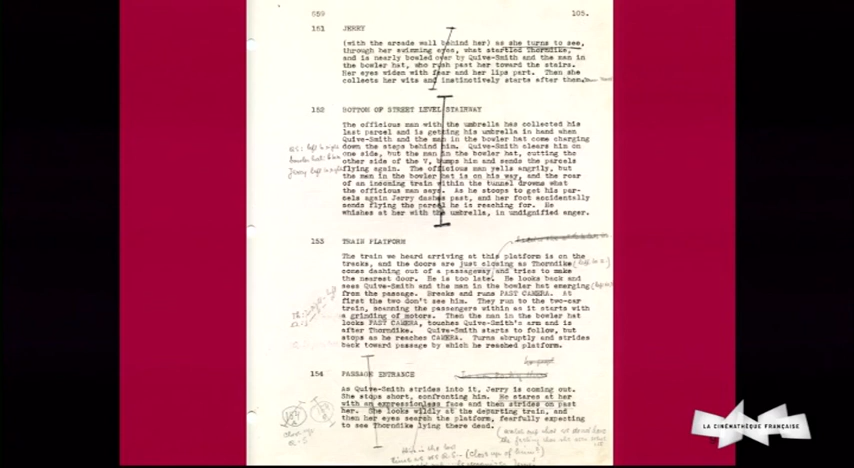 659
105.
151 JERRY
(with the arcade wall behind her) as she turns to see,
through her swimming eyes, what startled Thorndike,
and is nearly bowled over by Quive-Smith and the man in
the bowler hat, who rush past her toward the stairs.
Her eyes widen with fear and her lips part. Then she
collects her wits and instinctively starts after them.
152 BOTTOM OF STREET LEVEL STAIRWAY
The officious man with the umbrella has collected his
last parcel and is getting his umbrella in hand when
Quive-Smith and the man in the bowler hat come charging
down the steps behind him. Quive-Smith clears him on
one side, but the man in the bowler hat, cutting the
other side of the V, bumps him and sends the parcels
flying again. The officious man yells angrily, but
the man in the bowler hat is on his way, and the roar
of an incoming train within the tunnel drowns what
the officious man says. As he stoops to get his par-
cels again Jerry dashes past, and her foot accidentally
sends flying the parcel he is reaching for. He
whishes at her with the umbrella, in undignified anger.
153 TRAIN PLATFORM
The train we heard arriving at this platform is on the
tracks, and the doors are just closing as Thorndike
comes dashing out of a passageway and tries to make
the nearest door. He is too late. He looks back and
sees Quive-Smith and the man in the bowler hat emerging
from the passage. Breaks and runs PAST CAMERA. At
first the two don't see him. They run to the two-car
train, scanning the passengers within as it starts with
a grinding of motors. Then the man in the bowler hat
looks PAST CAMERA, touches Quive-Smith's arm and is
after Thorndike. Quive-Smith starts to follow, but
stops as he reaches CAMERA. Turns abruptly and strides
back toward passage by which he reached platform.
154 PASSAGE ENTRANCE
As Quive-Smith strides into it, Jerry is coming out.
She stops short, confronting him. He stares at her
with an expressionless face and then strides on past
her. She looks wildly at the departing train, and
then her eyes search the platform, fearfully expecting
to see Thorndike lying there dead.
LA CINÉMATHÈQUE FRANÇAISE